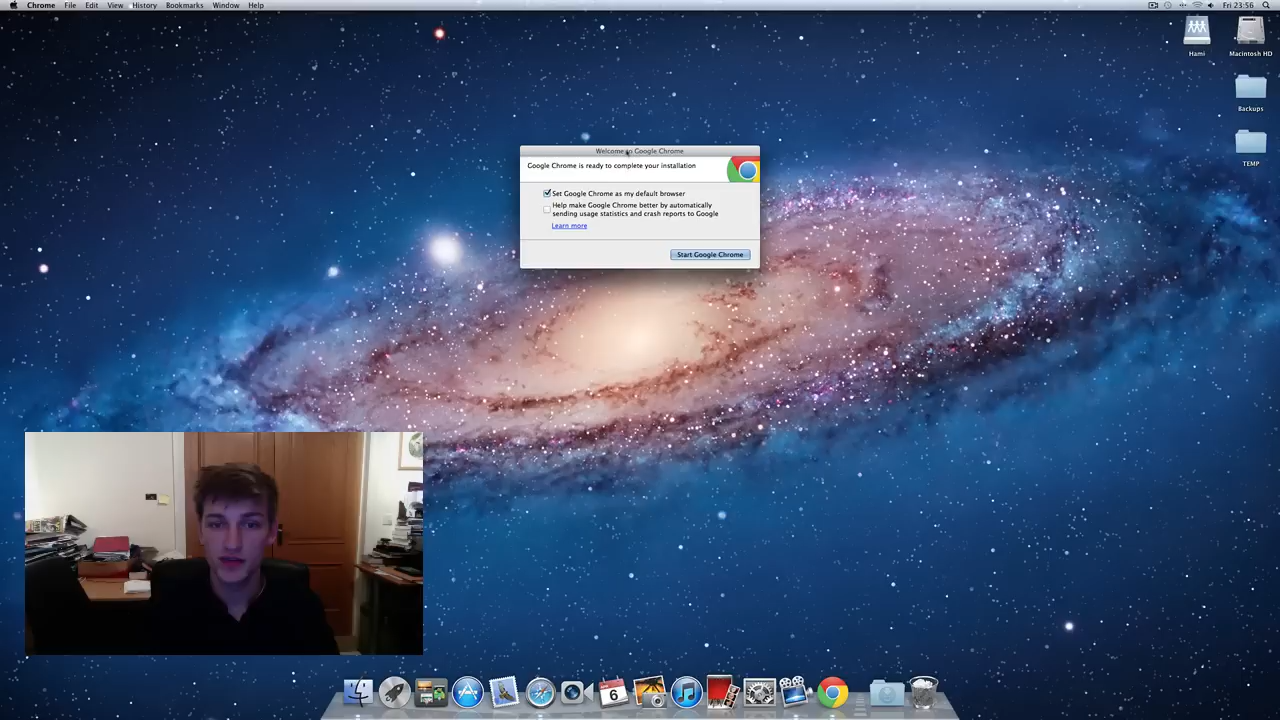 Chrome File Edit View History Bookmarks Window Help Fri 23:56
Hami
Macintosh HD
Backups
TEMP
Welcome to Google Chrome
Google Chrome is ready to complete your installation
Set Google Chrome as my default browser
Help make Google Chrome better by automatically
sending usage statistics and crash reports to Google
Learn more
Start Google Chrome
6